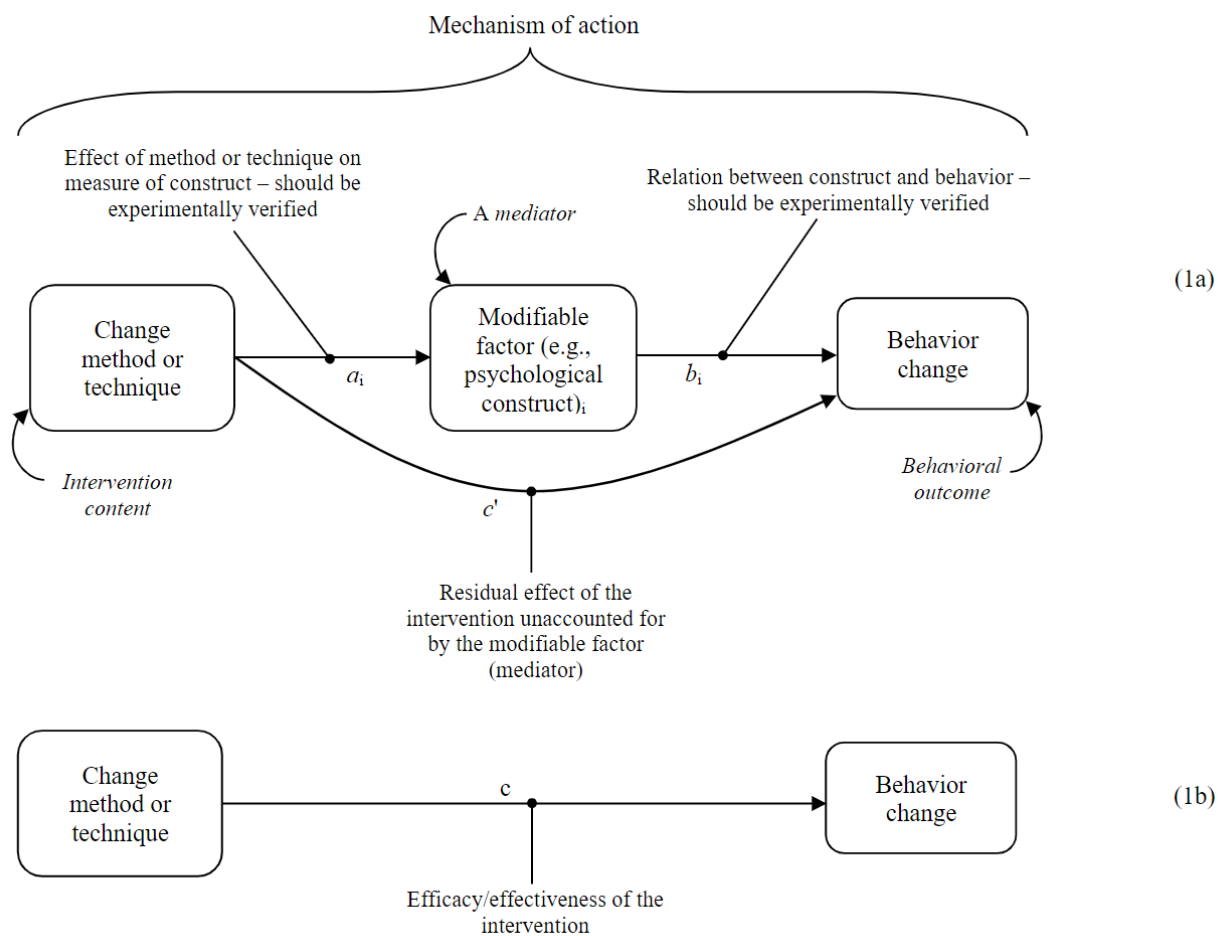 Mechanism of action
Effect of method or technique on
measure of construct – should be
experimentally verified
Relation between construct and behavior –
should be experimentally verified
A mediator
(1a)
Change
method or
technique
Modifiable
factor (e.g.,
psychological
construct)i
Behavior
change
ai
bi
Intervention
content
Behavioral
outcome
c'
Residual effect of the
intervention unaccounted for
by the modifiable factor
(mediator)
Change
method or
technique
c
Behavior
change
(1b)
Efficacy/effectiveness of the
intervention